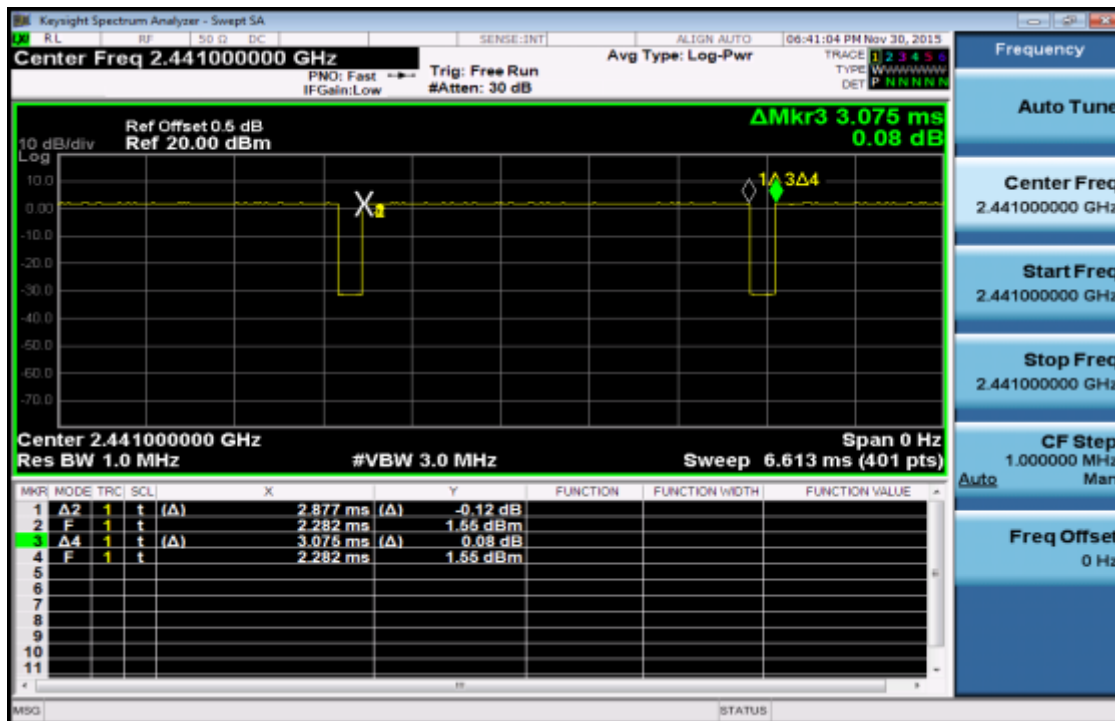 Keysight Spectrum Analyzer - Swept SA
RL RF 50 Ω DC SENSE:INT ALIGN AUTO 06:41:04 PM Nov 30, 2015
Center Freq 2.441000000 GHz
PNO: Fast
IFGain:Low
Trig: Free Run
#Atten: 30 dB
Avg Type: Log-Pwr
TRACE 1 2 3 4 5 6
TYPE WWWWWWW
DET P N N N N N
ΔMkr3 3.075 ms
0.08 dB
Ref Offset 0.5 dB
10 dB/div Ref 20.00 dBm
Log
10.0
0.00
-10.0
-20.0
-30.0
-40.0
-50.0
-60.0
-70.0
1Δ 3Δ4
Center 2.441000000 GHz Span 0 Hz
Res BW 1.0 MHz #VBW 3.0 MHz Sweep 6.613 ms (401 pts)
MKR MODE TRC SCL X Y FUNCTION FUNCTION WIDTH FUNCTION VALUE
1 Δ2 1 t (Δ) 2.877 ms (Δ) -0.12 dB
2 F 1 t 2.282 ms 1.55 dBm
3 Δ4 1 t (Δ) 3.075 ms (Δ) 0.08 dB
4 F 1 t 2.282 ms 1.55 dBm
5
6
7
8
9
10
11
MSG STATUS
Frequency
Auto Tune
Center Freq
2.441000000 GHz
Start Freq
2.441000000 GHz
Stop Freq
2.441000000 GHz
CF Step
1.000000 MHz
Auto Man
Freq Offset
0 Hz